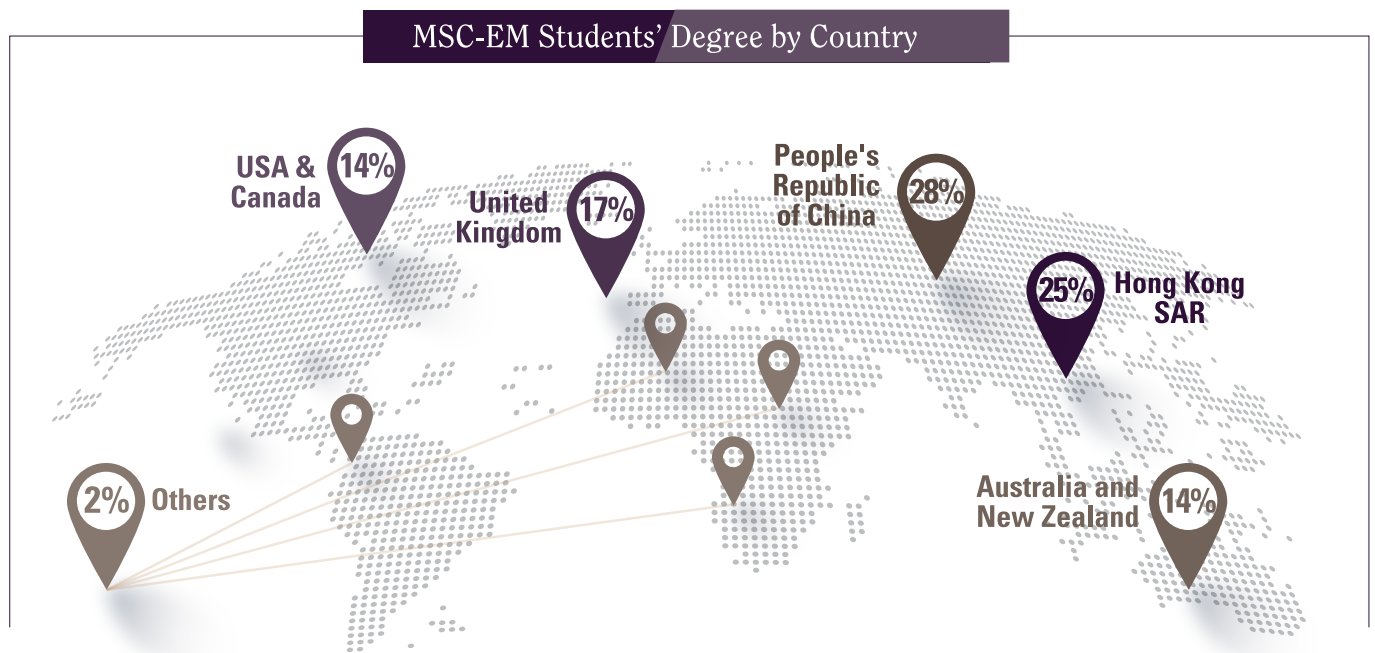 MSC-EM Students’ Degree by Country
USA &
Canada
14%
United
Kingdom
17%
People's
Republic
of China
28%
25%
Hong Kong
SAR
2%
Others
Australia and
New Zealand
14%